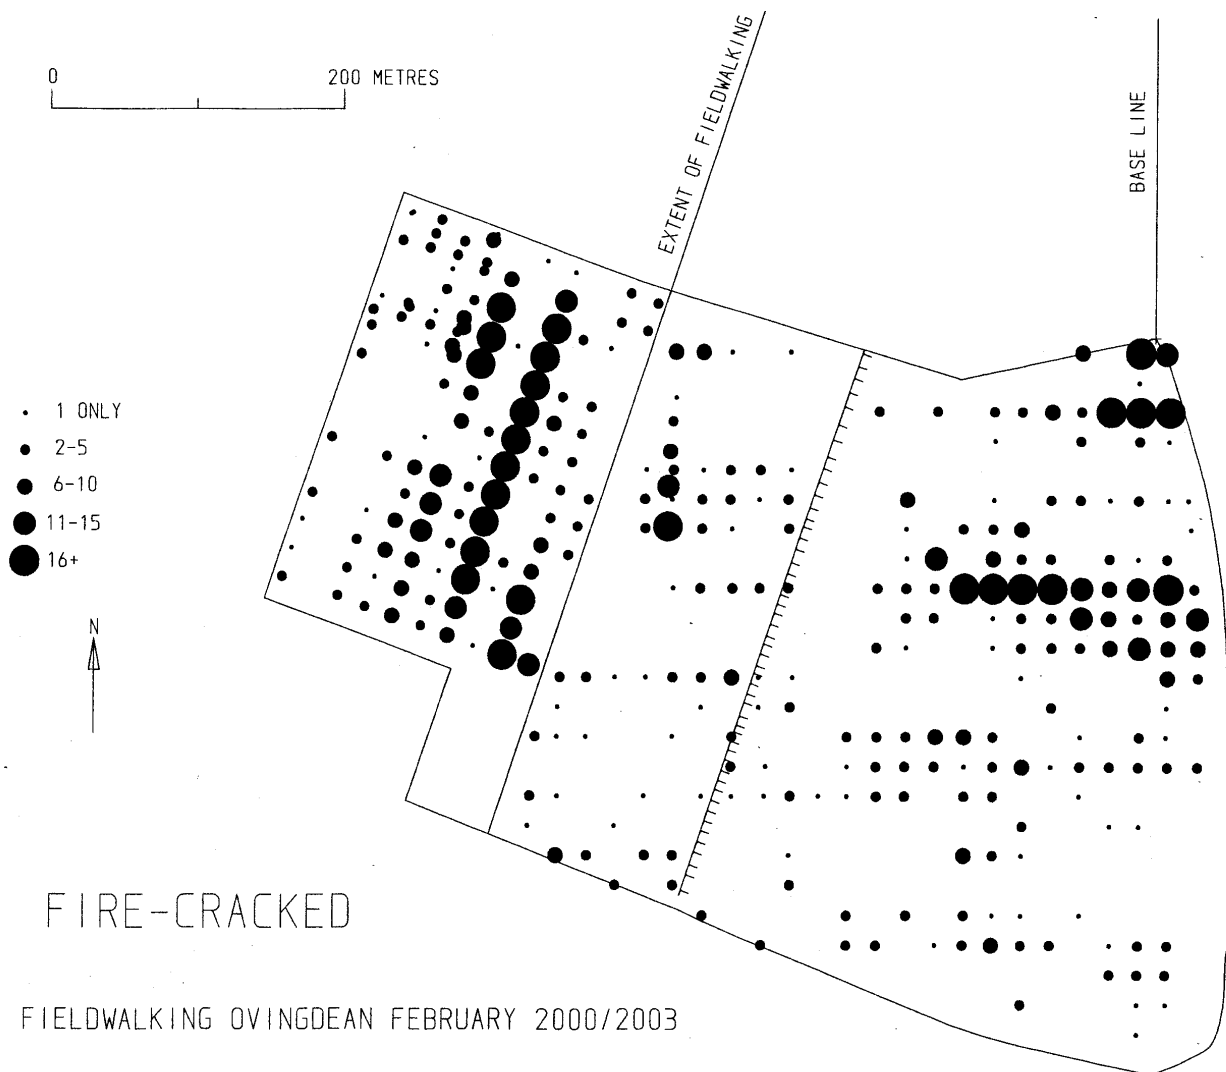 0 200 METRES
EXTENT OF FIELDWALKING
BASE LINE
1 ONLY
2-5
6-10
11-15
16+
N
FIRE-CRACKED
FIELDWALKING OVINGDEAN FEBRUARY 2000/2003